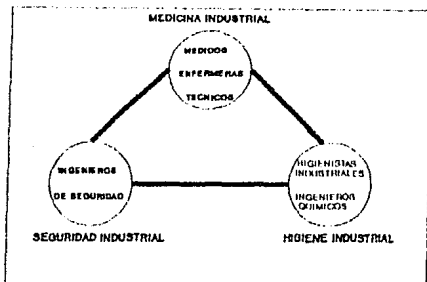 MEDICINA INDUSTRIAL
MEDICOS
ENFERMERAS
TECNICOS
INGENIEROS
DE SEGURIDAD
HIGIENISTAS
INDUSTRIALES
INGENIEROS
QUIMICOS
SEGURIDAD INDUSTRIAL
HIGIENE INDUSTRIAL